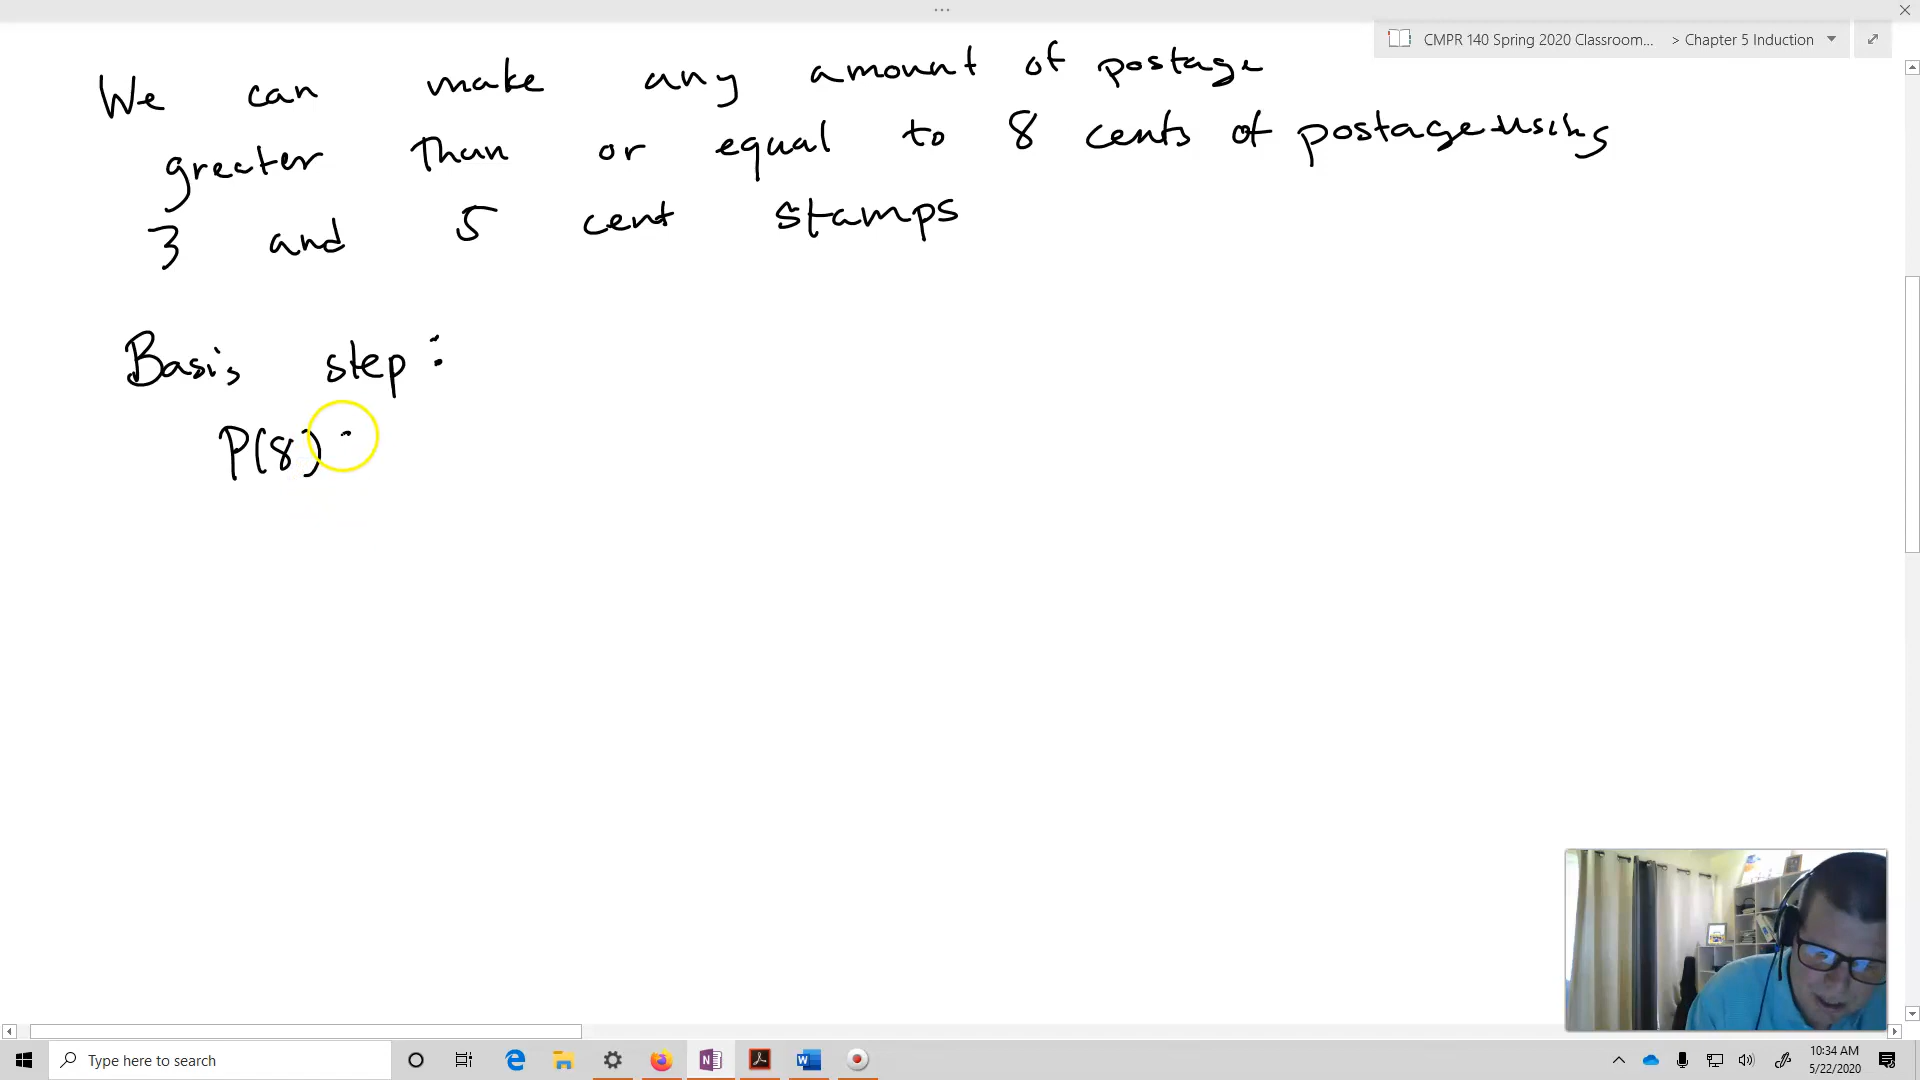 CMPR 140 Spring 2020 Classroom... > Chapter 5 Induction
We can make any amount of postage
greater than or equal to 8 cents of postage using
3 and 5 cent stamps
Basis step:
P(8)
Type here to search
10:34 AM
5/22/2020